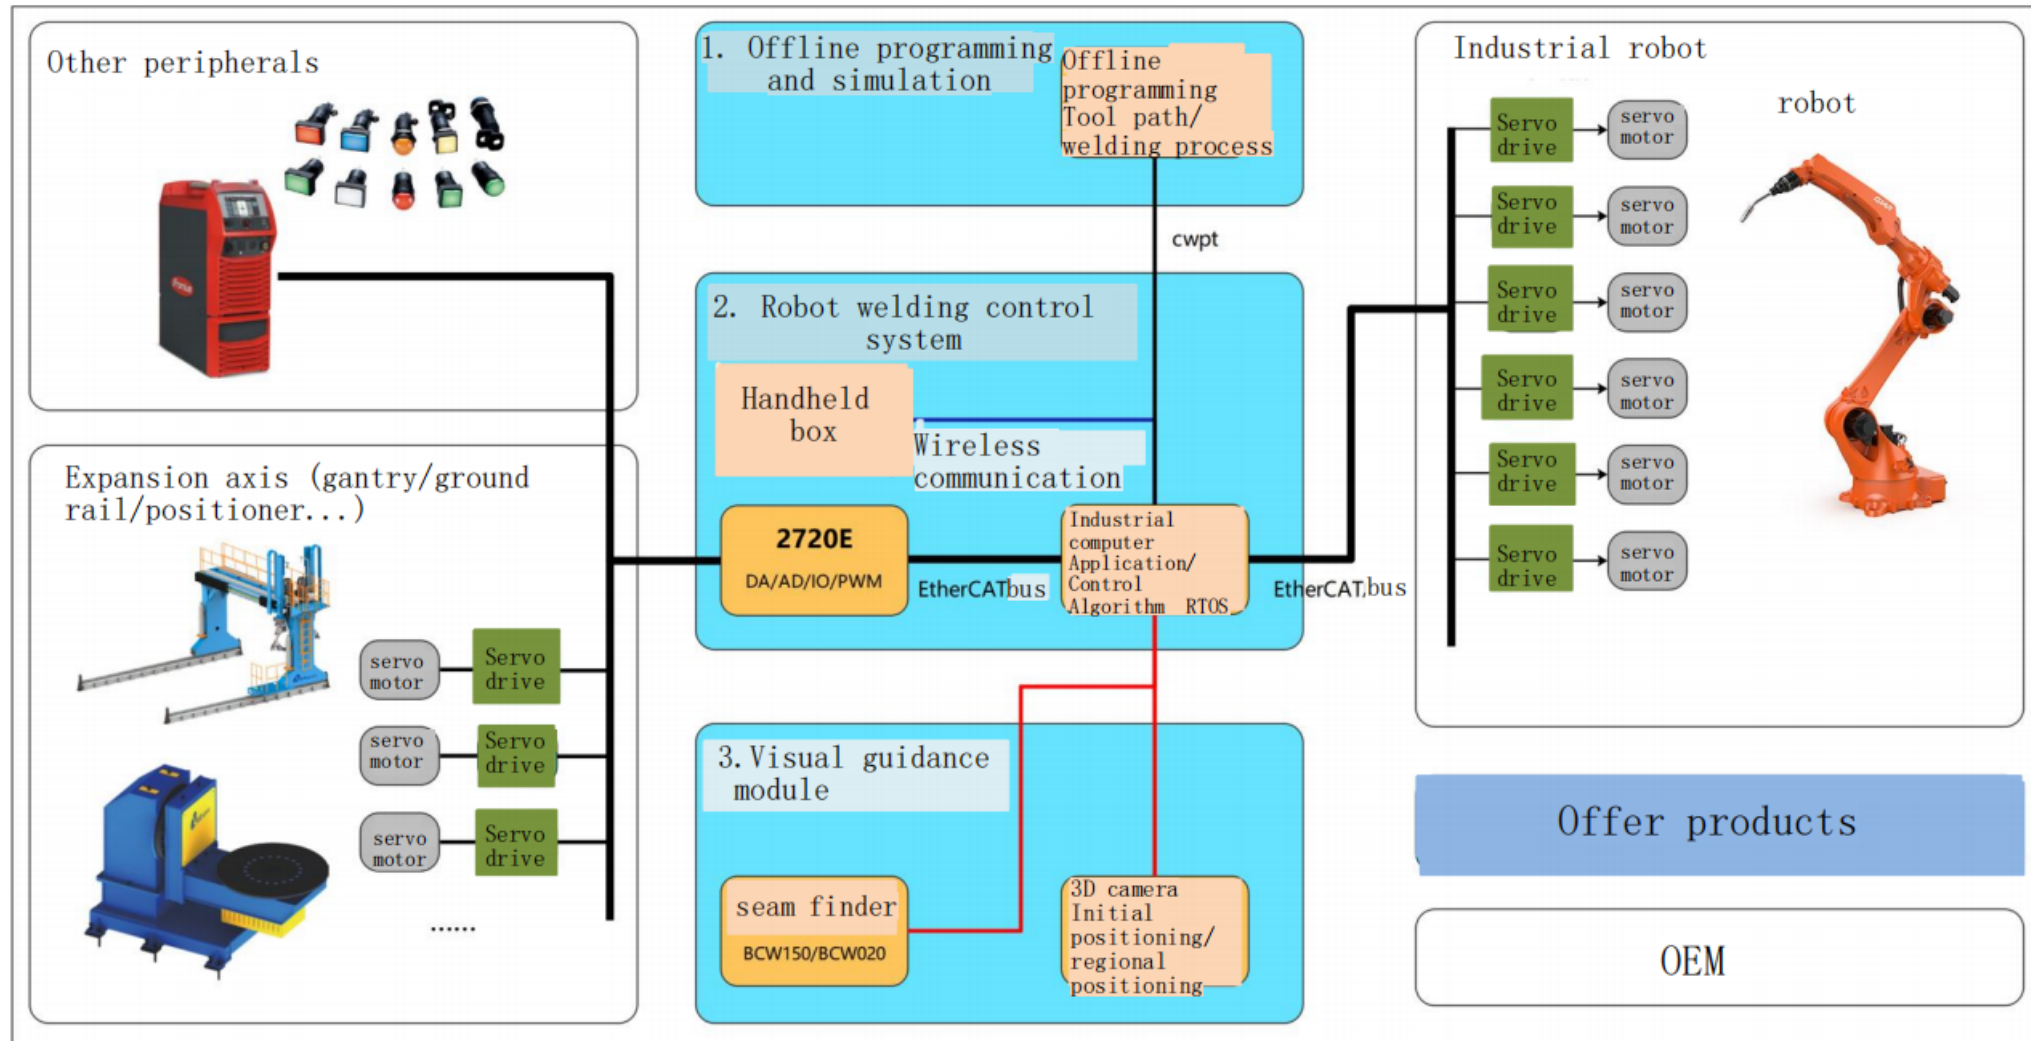 Other peripherals
Fronius
Expansion axis (gantry/ground
rail/positioner...)
servo
motor
Servo
drive
servo
motor
Servo
drive
servo
motor
Servo
drive
......
1. Offline programming
and simulation
Offline
programming
Tool path/
welding process
cwpt
2. Robot welding control
system
Handheld
box
Wireless
communication
2720E
DA/AD/IO/PWM
EtherCATbus
Industrial
computer
Application/
Control
Algorithm RTOS
EtherCAT,bus
3.Visual guidance
module
seam finder
BCW150/BCW020
3D camera
Initial
positioning/
regional
positioning
Industrial robot
robot
Servo
drive
servo
motor
Servo
drive
servo
motor
Servo
drive
servo
motor
Servo
drive
servo
motor
Servo
drive
servo
motor
Servo
drive
servo
motor
Offer products
OEM